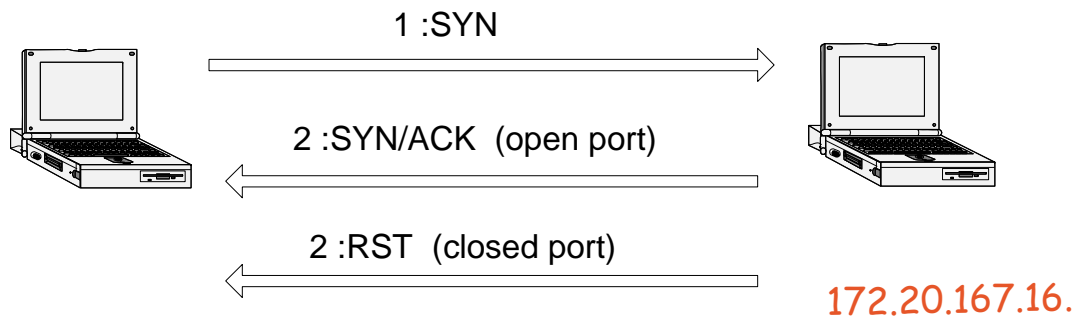 1 :SYN
2 :SYN/ACK (open port)
2 :RST (closed port)
172.20.167.16.